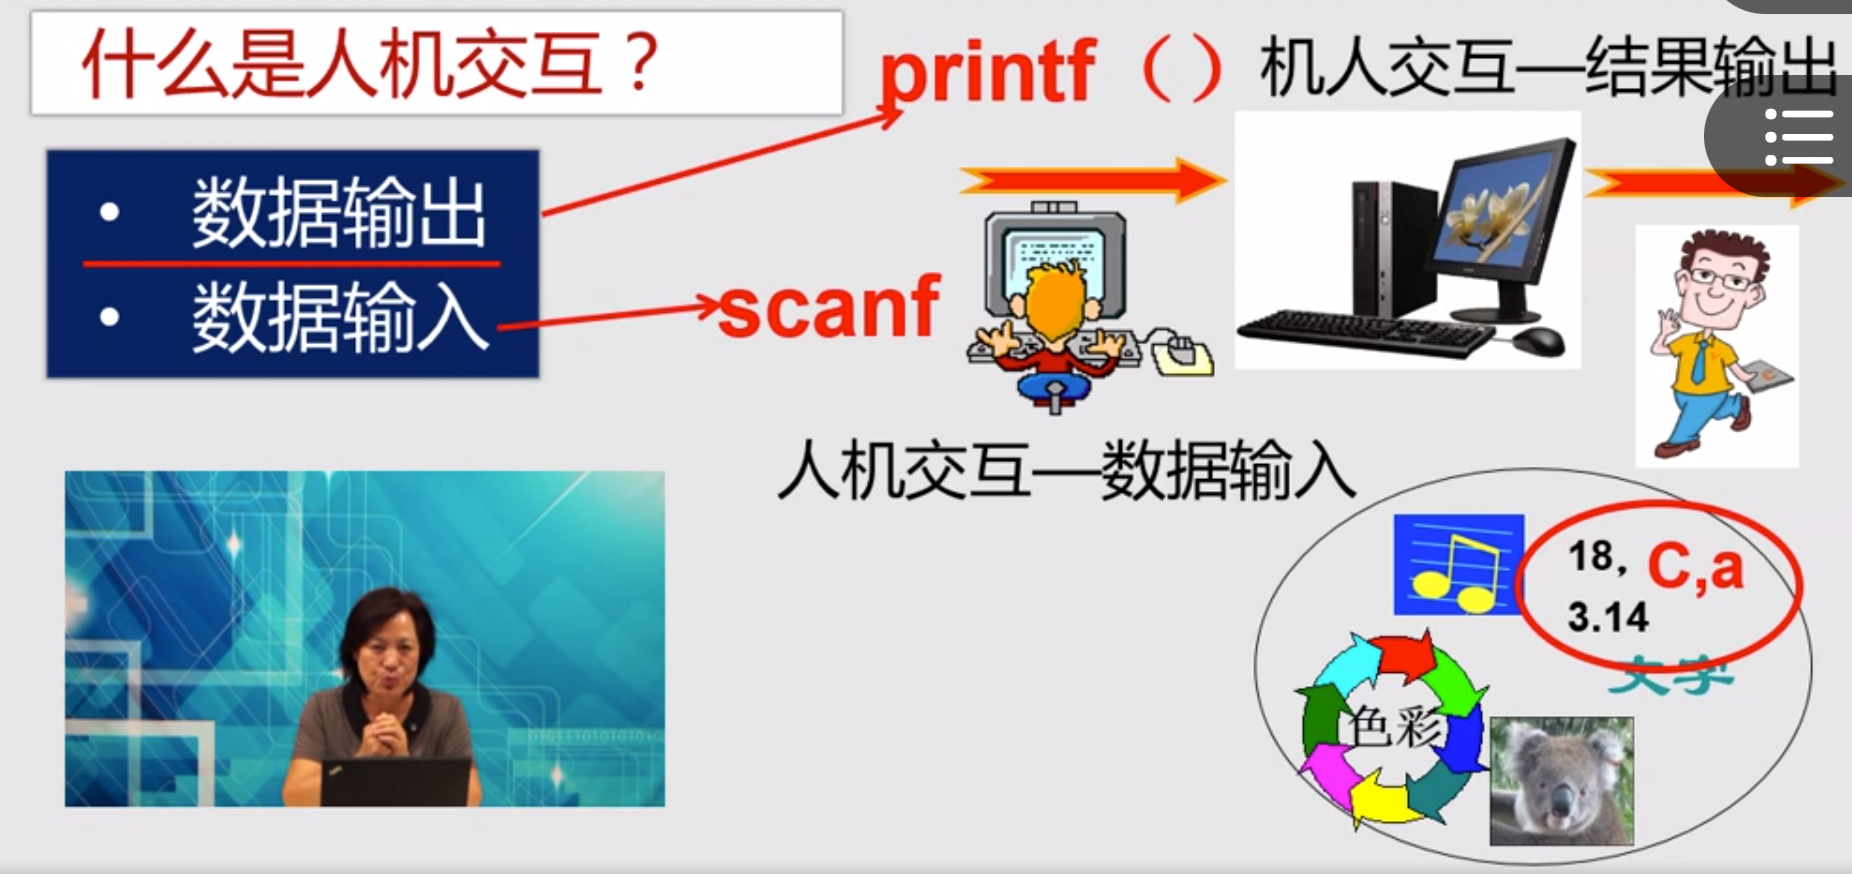 什么是人机交互？
printf（）
机人交互—结果输出
• 数据输出
• 数据输入
scanf
人机交互—数据输入
18, C,a
3.14
文字
色彩